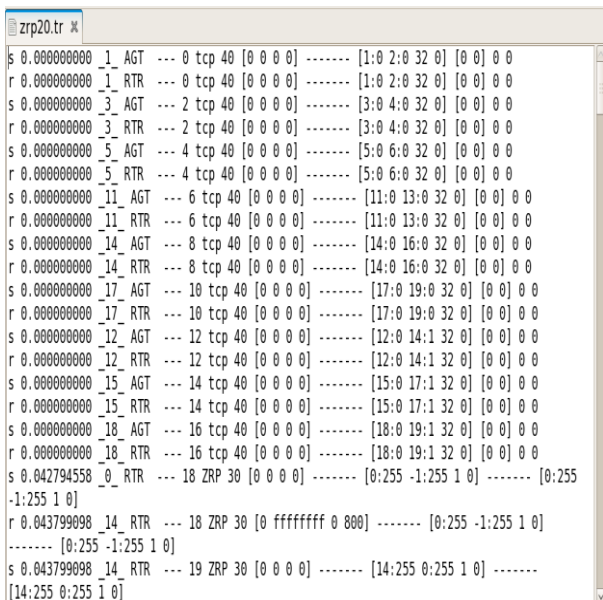 zrp20.tr ✖
s 0.000000000 _1_ AGT --- 0 tcp 40 [0 0 0 0] ------- [1:0 2:0 32 0] [0 0] 0 0
r 0.000000000 _1_ RTR --- 0 tcp 40 [0 0 0 0] ------- [1:0 2:0 32 0] [0 0] 0 0
s 0.000000000 _3_ AGT --- 2 tcp 40 [0 0 0 0] ------- [3:0 4:0 32 0] [0 0] 0 0
r 0.000000000 _3_ RTR --- 2 tcp 40 [0 0 0 0] ------- [3:0 4:0 32 0] [0 0] 0 0
s 0.000000000 _5_ AGT --- 4 tcp 40 [0 0 0 0] ------- [5:0 6:0 32 0] [0 0] 0 0
r 0.000000000 _5_ RTR --- 4 tcp 40 [0 0 0 0] ------- [5:0 6:0 32 0] [0 0] 0 0
s 0.000000000 _11_ AGT --- 6 tcp 40 [0 0 0 0] ------- [11:0 13:0 32 0] [0 0] 0 0
r 0.000000000 _11_ RTR --- 6 tcp 40 [0 0 0 0] ------- [11:0 13:0 32 0] [0 0] 0 0
s 0.000000000 _14_ AGT --- 8 tcp 40 [0 0 0 0] ------- [14:0 16:0 32 0] [0 0] 0 0
r 0.000000000 _14_ RTR --- 8 tcp 40 [0 0 0 0] ------- [14:0 16:0 32 0] [0 0] 0 0
s 0.000000000 _17_ AGT --- 10 tcp 40 [0 0 0 0] ------- [17:0 19:0 32 0] [0 0] 0 0
r 0.000000000 _17_ RTR --- 10 tcp 40 [0 0 0 0] ------- [17:0 19:0 32 0] [0 0] 0 0
s 0.000000000 _12_ AGT --- 12 tcp 40 [0 0 0 0] ------- [12:0 14:1 32 0] [0 0] 0 0
r 0.000000000 _12_ RTR --- 12 tcp 40 [0 0 0 0] ------- [12:0 14:1 32 0] [0 0] 0 0
s 0.000000000 _15_ AGT --- 14 tcp 40 [0 0 0 0] ------- [15:0 17:1 32 0] [0 0] 0 0
r 0.000000000 _15_ RTR --- 14 tcp 40 [0 0 0 0] ------- [15:0 17:1 32 0] [0 0] 0 0
s 0.000000000 _18_ AGT --- 16 tcp 40 [0 0 0 0] ------- [18:0 19:1 32 0] [0 0] 0 0
r 0.000000000 _18_ RTR --- 16 tcp 40 [0 0 0 0] ------- [18:0 19:1 32 0] [0 0] 0 0
s 0.042794558 _0_ RTR --- 18 ZRP 30 [0 0 0 0] ------- [0:255 -1:255 1 0] ------- [0:255
-1:255 1 0]
r 0.043799098 _14_ RTR --- 18 ZRP 30 [0 ffffffff 0 800] ------- [0:255 -1:255 1 0]
------- [0:255 -1:255 1 0]
s 0.043799098 _14_ RTR --- 19 ZRP 30 [0 0 0 0] ------- [14:255 0:255 1 0] -------
[14:255 0:255 1 0]